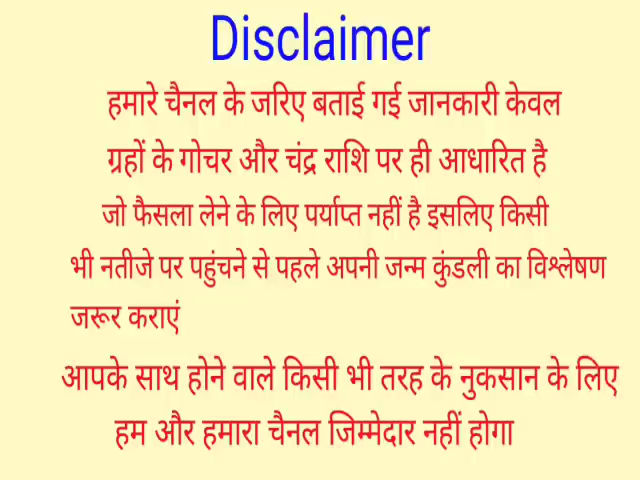 Disclaimer
हमारे चैनल के जरिए बताई गई जानकारी केवल
ग्रहों के गोचर और चंद्र राशि पर ही आधारित है
जो फैसला लेने के लिए पर्याप्त नहीं है इसलिए किसी
भी नतीजे पर पहुंचने से पहले अपनी जन्म कुंडली का विश्लेषण
जरूर कराएं
आपके साथ होने वाले किसी भी तरह के नुकसान के लिए
हम और हमारा चैनल जिम्मेदार नहीं होगा